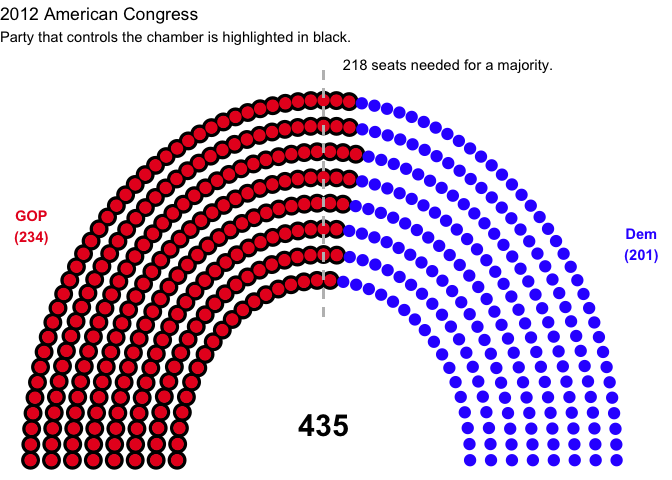 2012 American Congress
Party that controls the chamber is highlighted in black.
218 seats needed for a majority.
GOP
(234)
Dem
(201)
435